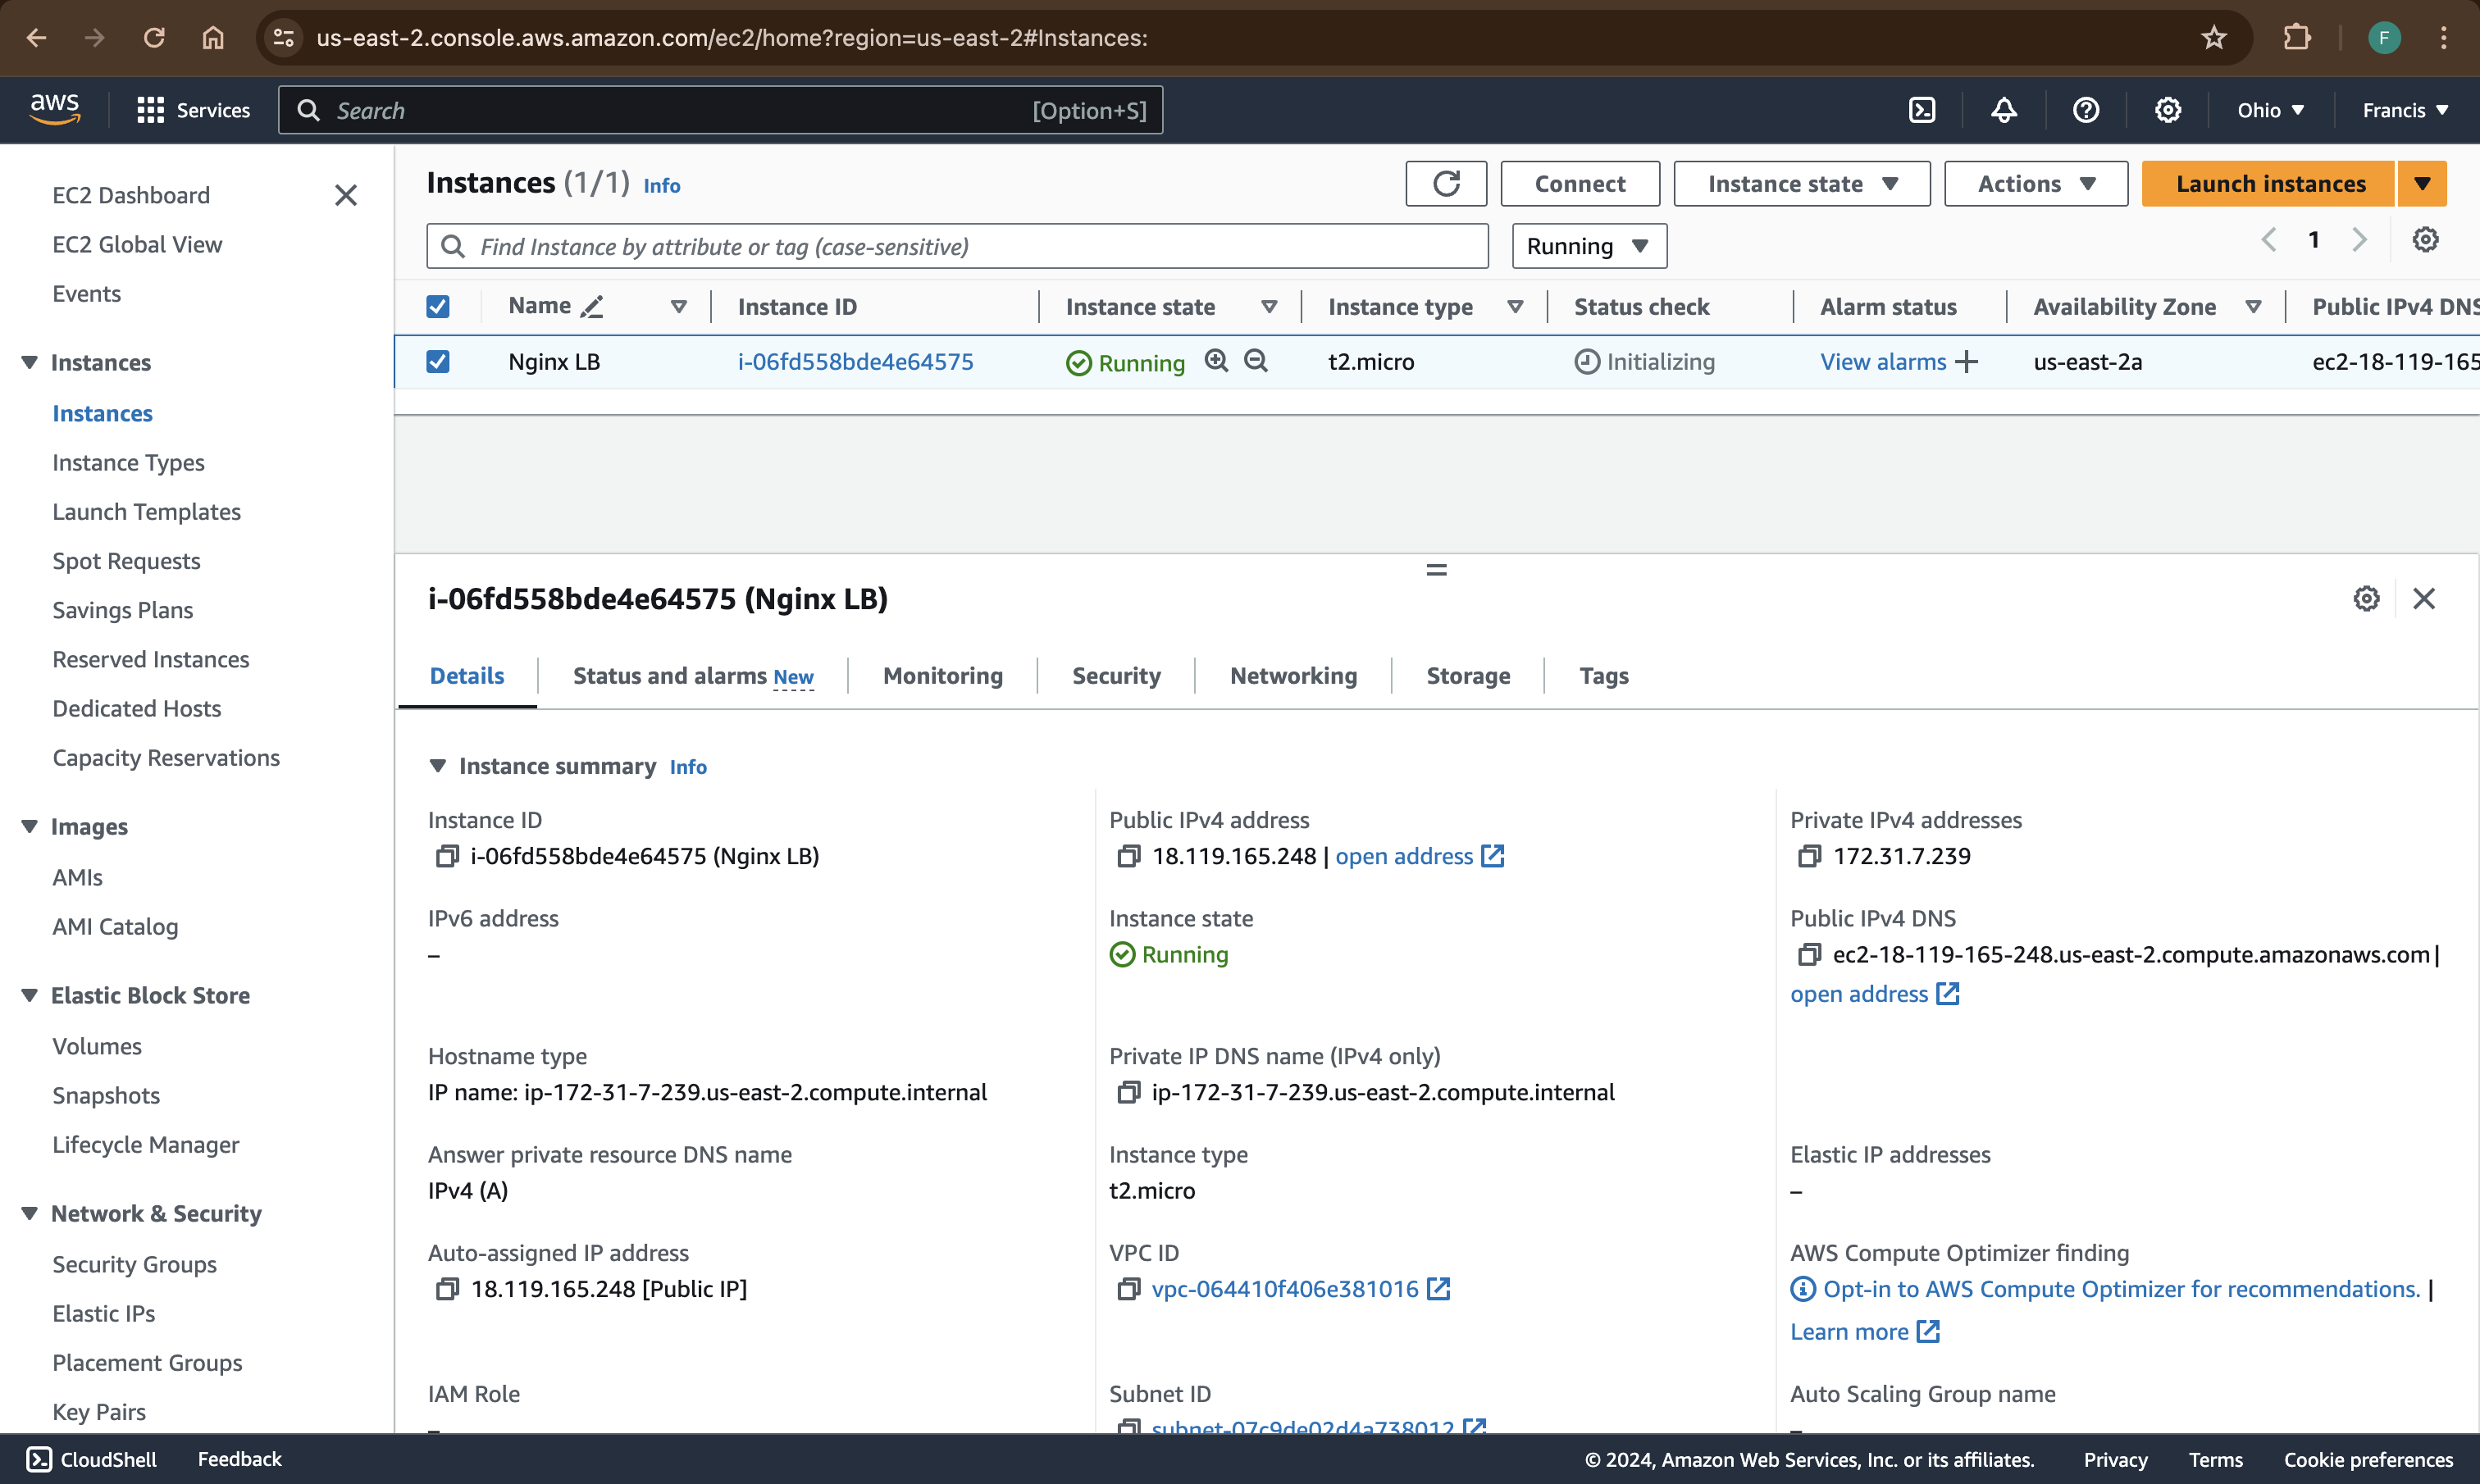 us-east-2.console.aws.amazon.com/ec2/home?region=us-east-2#Instances:
F
aws
Services
Search
[Option+S]
Ohio
Francis
EC2 Dashboard
EC2 Global View
Events
Instances
Instances
Instance Types
Launch Templates
Spot Requests
Savings Plans
Reserved Instances
Dedicated Hosts
Capacity Reservations
Images
AMIs
AMI Catalog
Elastic Block Store
Volumes
Snapshots
Lifecycle Manager
Network & Security
Security Groups
Elastic IPs
Placement Groups
Key Pairs
Instances (1/1) Info
Connect
Instance state
Actions
Launch instances
Find Instance by attribute or tag (case-sensitive)
Running
1
Name
Instance ID
Instance state
Instance type
Status check
Alarm status
Availability Zone
Public IPv4 DNS
Nginx LB
i-06fd558bde4e64575
Running
t2.micro
Initializing
View alarms +
us-east-2a
ec2-18-119-165
i-06fd558bde4e64575 (Nginx LB)
Details
Status and alarms New
Monitoring
Security
Networking
Storage
Tags
Instance summary Info
Instance ID
i-06fd558bde4e64575 (Nginx LB)
Public IPv4 address
18.119.165.248 | open address
Private IPv4 addresses
172.31.7.239
IPv6 address
–
Instance state
Running
Public IPv4 DNS
ec2-18-119-165-248.us-east-2.compute.amazonaws.com |
open address
Hostname type
IP name: ip-172-31-7-239.us-east-2.compute.internal
Private IP DNS name (IPv4 only)
ip-172-31-7-239.us-east-2.compute.internal
Answer private resource DNS name
IPv4 (A)
Instance type
t2.micro
Elastic IP addresses
–
Auto-assigned IP address
18.119.165.248 [Public IP]
VPC ID
vpc-064410f406e381016
AWS Compute Optimizer finding
Opt-in to AWS Compute Optimizer for recommendations. |
Learn more
IAM Role
–
Subnet ID
subnet-07c9de02d4a738012
Auto Scaling Group name
–
CloudShell
Feedback
© 2024, Amazon Web Services, Inc. or its affiliates.
Privacy
Terms
Cookie preferences